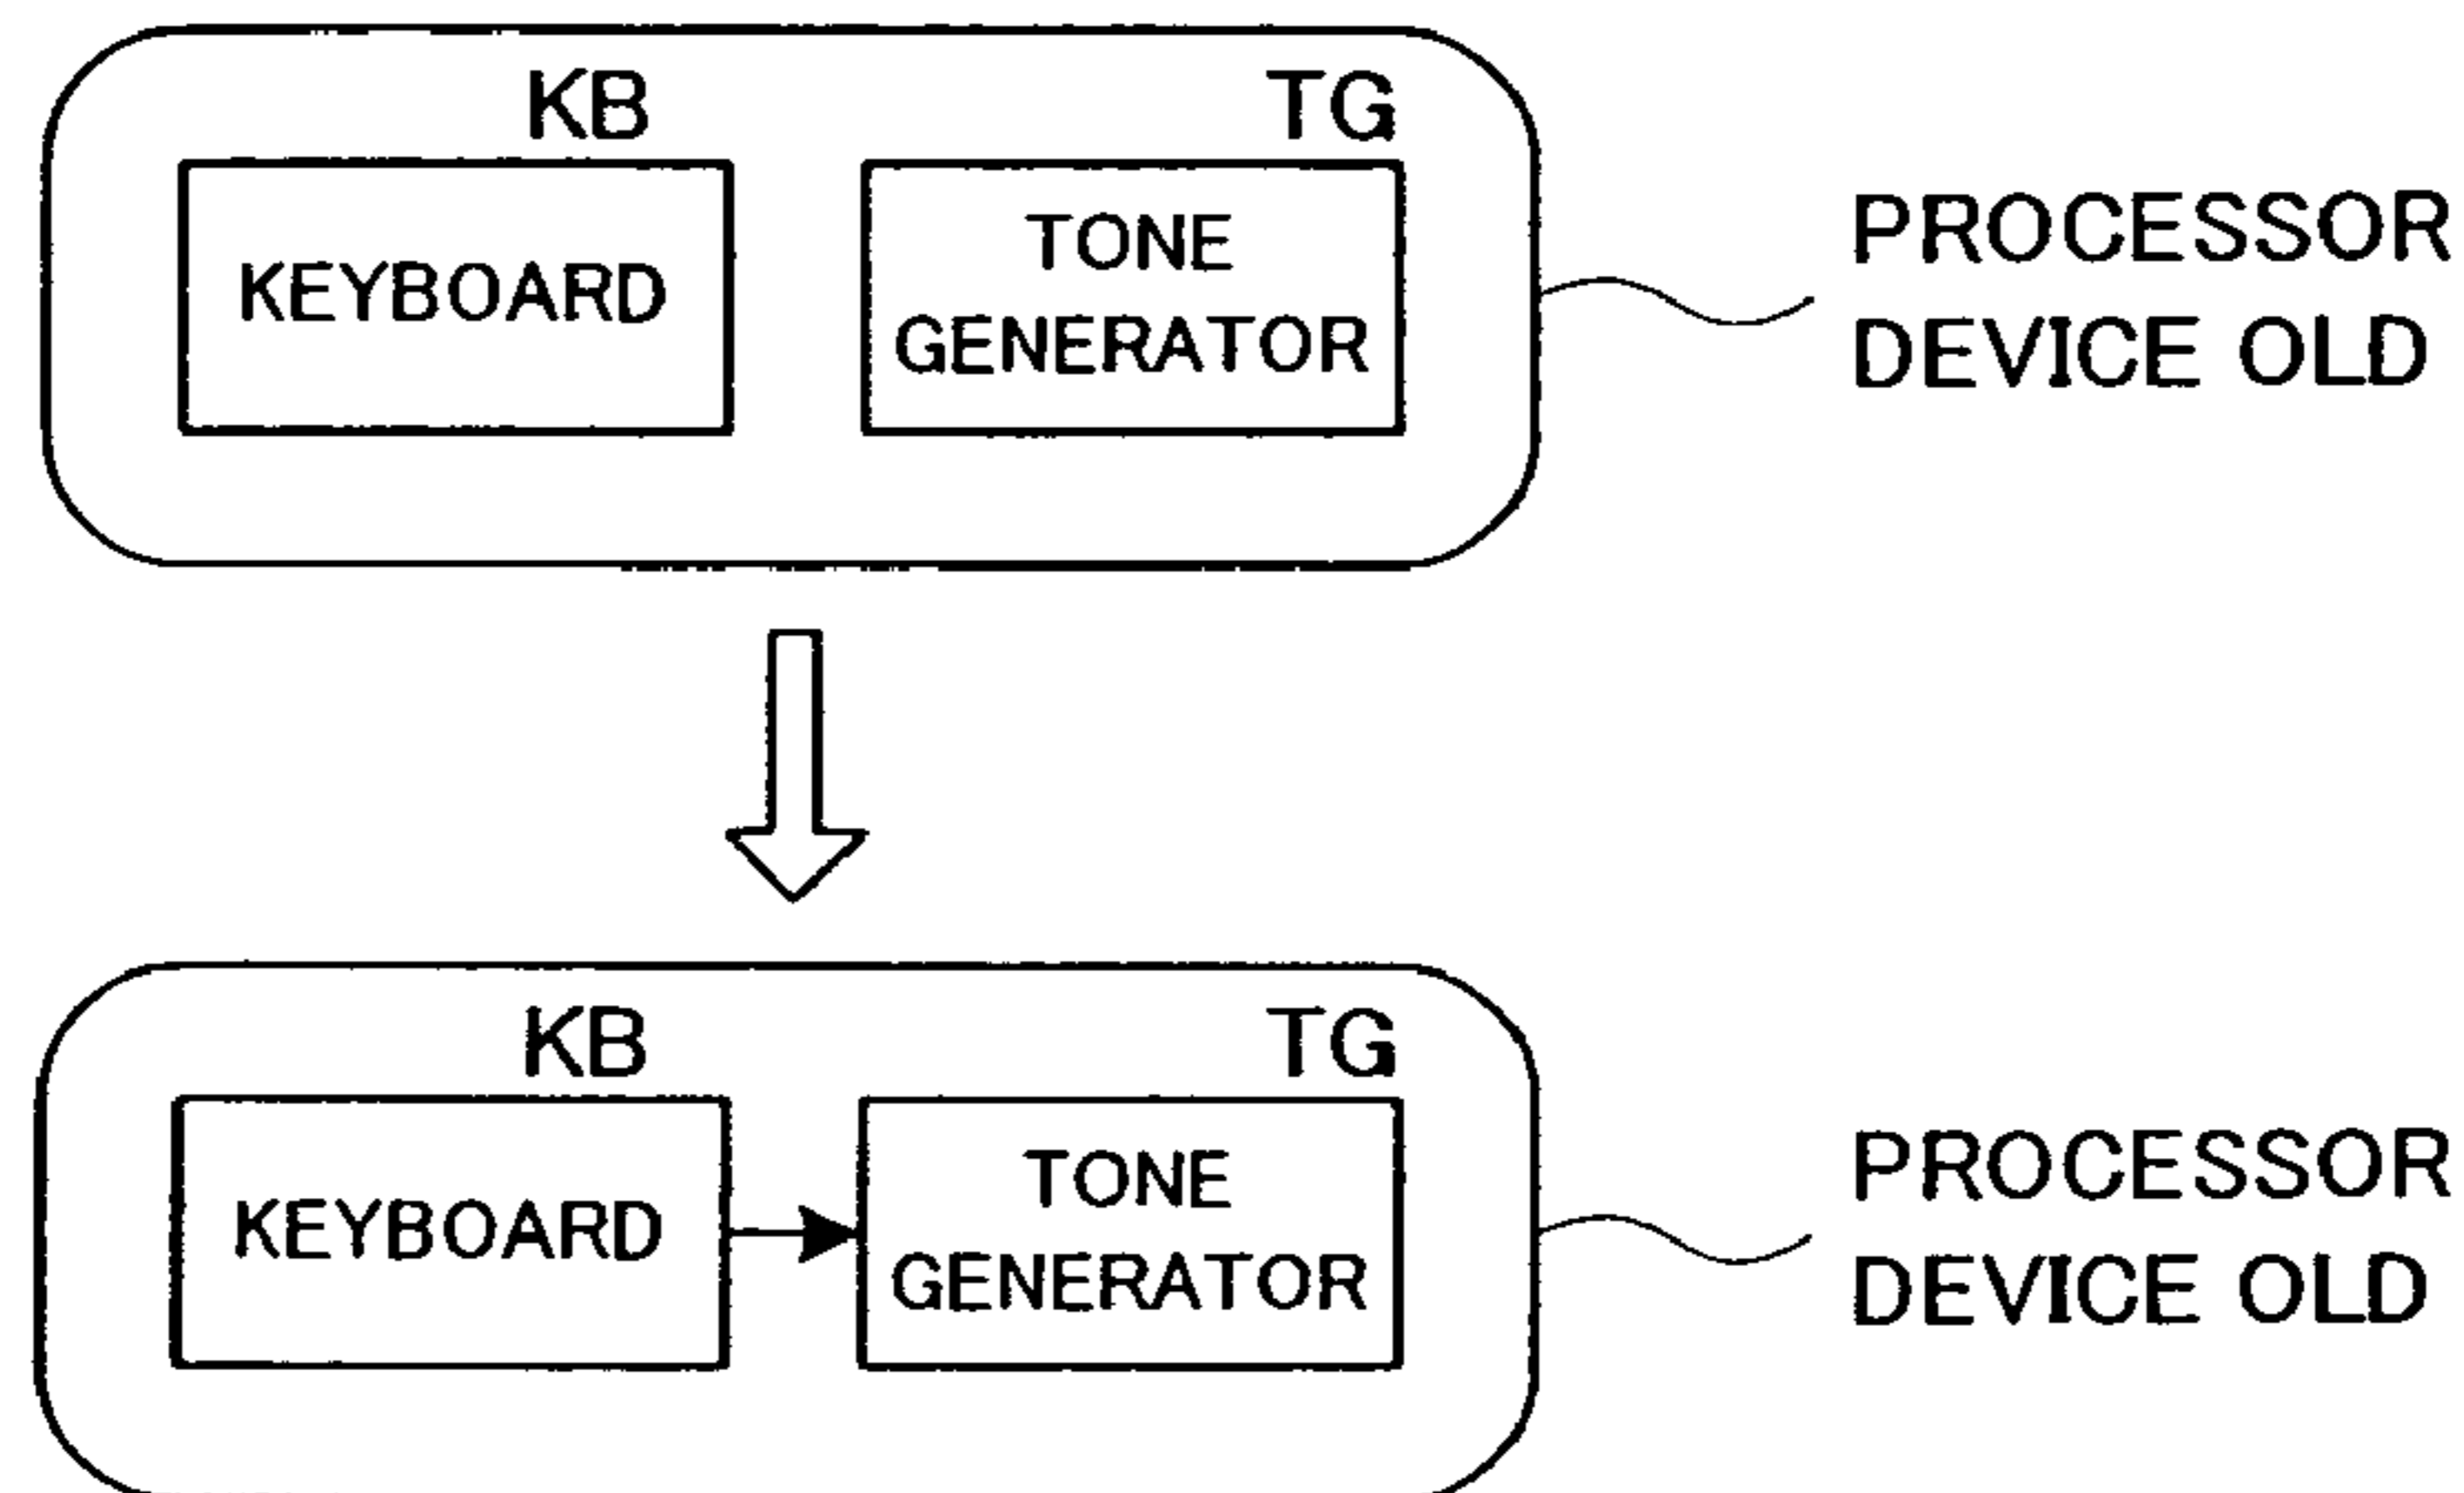 KB TG
KEYBOARD
TONE
GENERATOR
PROCESSOR
DEVICE OLD
KB TG
KEYBOARD
TONE
GENERATOR
PROCESSOR
DEVICE OLD